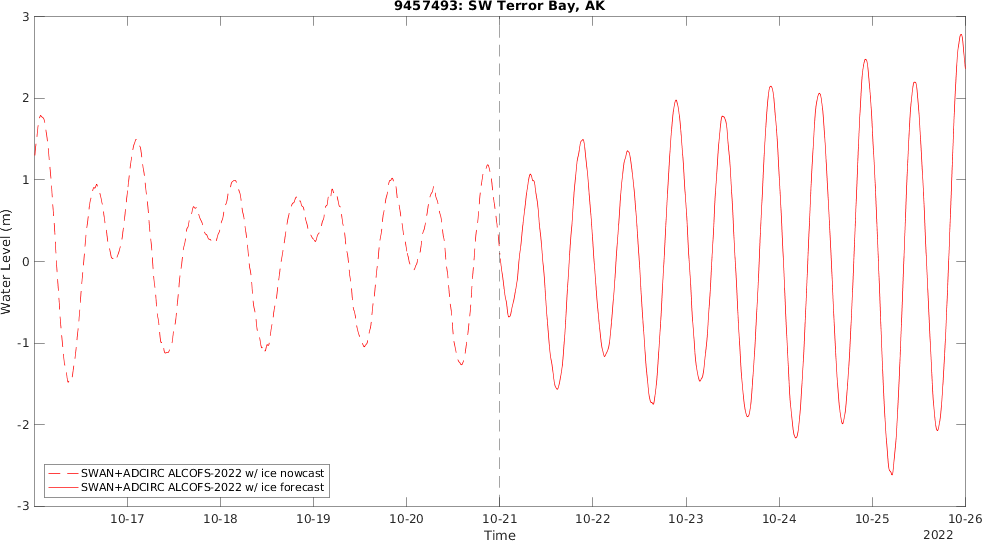 9457493: SW Terror Bay, AK
3
2
1
0
-1
-2
-3
Water Level (m)
SWAN+ADCIRC ALCOFS-2022 w/ ice nowcast
SWAN+ADCIRC ALCOFS-2022 w/ ice forecast
10-17 10-18 10-19 10-20 10-21 10-22 10-23 10-24 10-25 10-26
Time
2022